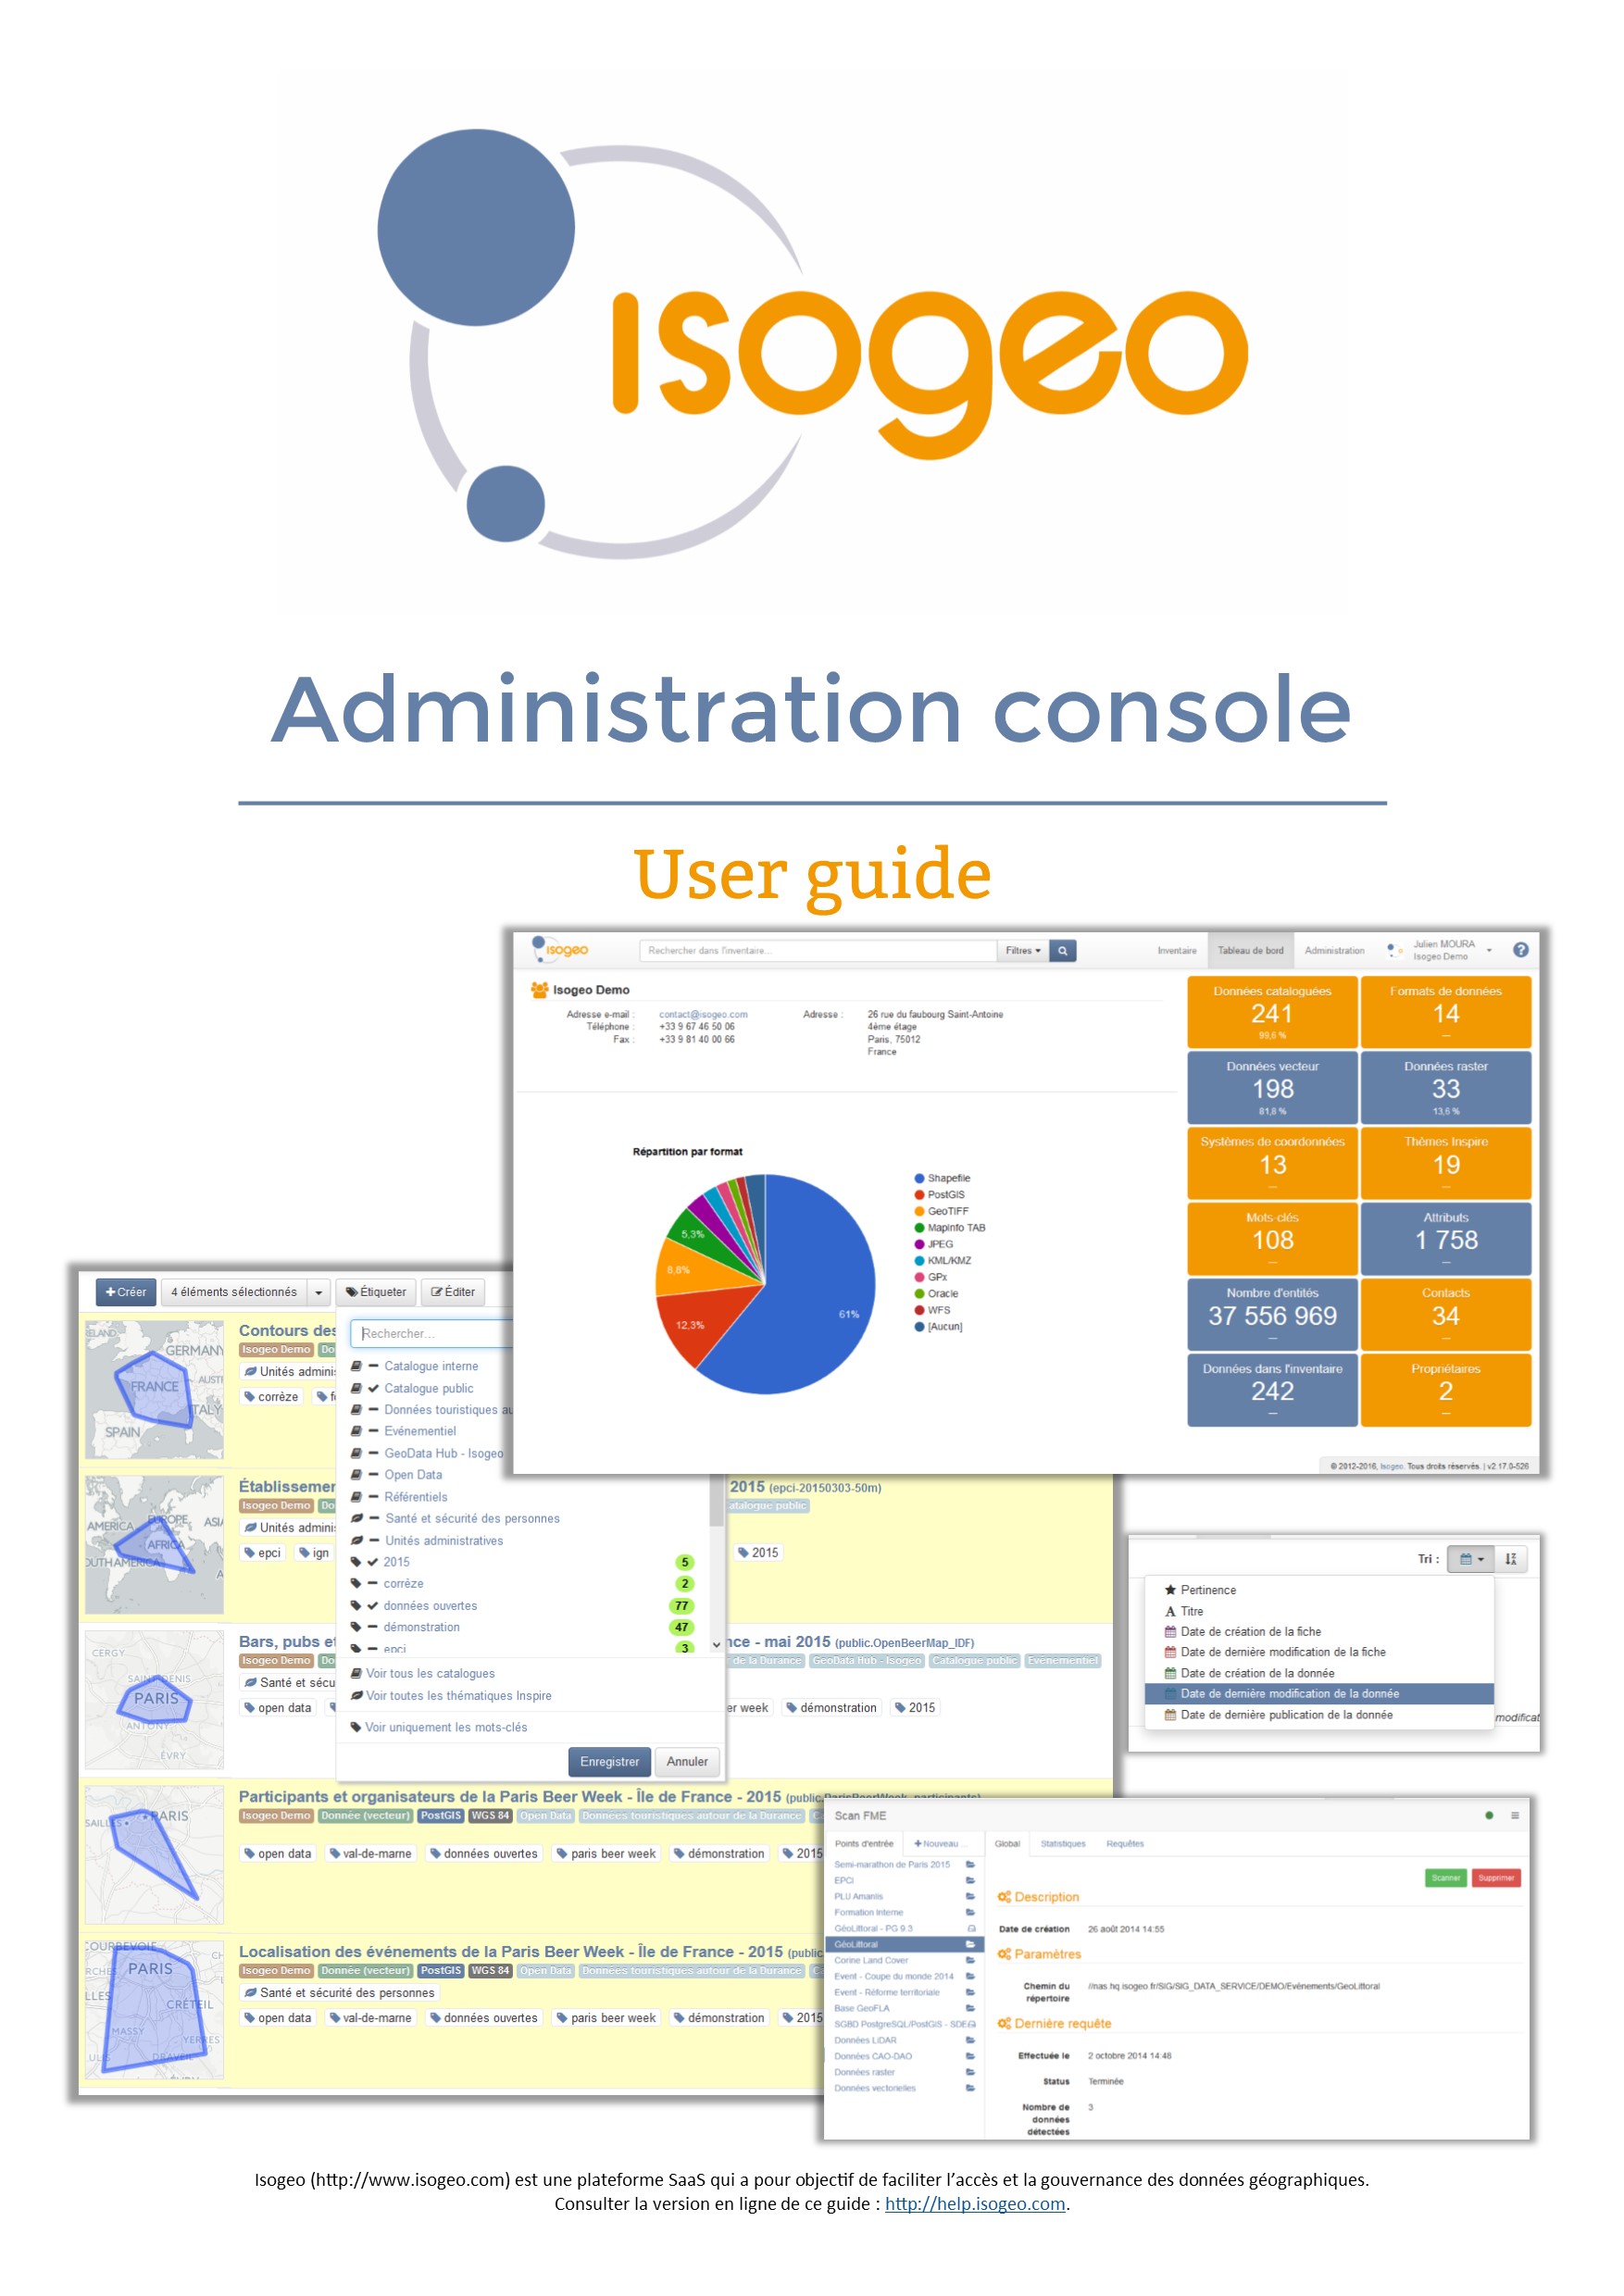 isogeo
Administration console
User guide
isogeo
Rechercher dans l'inventaire...
Filtres
Inventaire
Tableau de bord
Administration
Julien MOURA
Isogeo Demo
Isogeo Demo
Adresse e-mail : contact@isogeo.com
Téléphone : +33 9 67 46 50 06
Fax : +33 9 81 40 00 66
Adresse : 26 rue du faubourg Saint-Antoine
4ème étage
Paris, 75012
France
Données cataloguées
241
99,6 %
Formats de données
14
Données vecteur
198
81,8 %
Données raster
33
13,6 %
Systèmes de coordonnées
13
Thèmes Inspire
19
Mots-clés
108
Attributs
1 758
Nombre d'entités
37 556 969
Contacts
34
Données dans l'inventaire
242
Propriétaires
2
Répartition par format
61%
12,3%
8,8%
5,3%
Shapefile
PostGIS
GeoTIFF
Mapinfo TAB
JPEG
KML/KMZ
GPx
Oracle
WFS
[Aucun]
© 2012-2016, Isogeo. Tous droits réservés. | v2.17.0-526
Créer
4 éléments sélectionnés
Étiqueter
Éditer
Rechercher...
Catalogue interne
Catalogue public
Données touristiques au
Evénementiel
GeoData Hub - Isogeo
Open Data
Référentiels
Santé et sécurité des personnes
Unités administratives
2015 5
corrèze 2
données ouvertes 77
démonstration 47
epci 3
Voir tous les catalogues
Voir toutes les thématiques Inspire
Voir uniquement les mots-clés
Enregistrer
Annuler
GERMANY
FRANCE
ITALY
SPAIN
Contours des
Isogeo Demo
Unités admini
corrèze
AMERICA
EUROPE
AFRICA
Établissemen
2015 (epci-20150303-50m)
Isogeo Demo
atalogue public
Unités admini
epci
ign
2015
CERGY
SAINT-DENIS
PARIS
ANTONY
ÉVRY
Bars, pubs et
nce - mai 2015 (public.OpenBeerMap_IDF)
Isogeo Demo
de la Durance
GeoData Hub - Isogeo
Catalogue public
Evénementiel
Santé et sécu
open data
er week
démonstration
2015
PARIS
Participants et organisateurs de la Paris Beer Week - Île de France - 2015 (public.ParisBeerWeek_participants)
Isogeo Demo
Donnée (vecteur)
PostGIS
WGS 84
Open Data
Données touristiques autour de la Durance
open data
val-de-marne
données ouvertes
paris beer week
démonstration
2015
COURBEVOIE
PARIS
CRÉTEIL
MASSY
YERRES
DRAVEIL
Localisation des événements de la Paris Beer Week - Île de France - 2015 (public
Isogeo Demo
Donnée (vecteur)
PostGIS
WGS 84
Open Data
Données touristiques autour de la Durance
Santé et sécurité des personnes
open data
val-de-marne
données ouvertes
paris beer week
démonstration
2015
Tri :
Pertinence
Titre
Date de création de la fiche
Date de dernière modification de la fiche
Date de création de la donnée
Date de dernière modification de la donnée
Date de dernière publication de la donnée
modificat
Scan FME
Points d'entrée
Nouveau ...
Global
Statistiques
Requêtes
Semi-marathon de Paris 2015
EPCI
PLU Amanlis
Formation Interne
GéoLittoral - PG 9.3
GéoLittoral
Corine Land Cover
Event - Coupe du monde 2014
Event - Réforme territoriale
Base GeoFLA
SGBD PostgreSQL/PostGIS - SDE
Données LiDAR
Données CAO-DAO
Données raster
Données vectorielles
Scanner
Supprimer
Description
Date de création 26 août 2014 14:55
Paramètres
Chemin du répertoire //nas.hq.isogeo.fr/SIG/SIG_DATA_SERVICE/DEMO/Evénements/GeoLittoral
Dernière requête
Effectuée le 2 octobre 2014 14:48
Status Terminée
Nombre de données détectées 3
Isogeo (http://www.isogeo.com) est une plateforme SaaS qui a pour objectif de faciliter l'accès et la gouvernance des données géographiques.
Consulter la version en ligne de ce guide : http://help.isogeo.com.